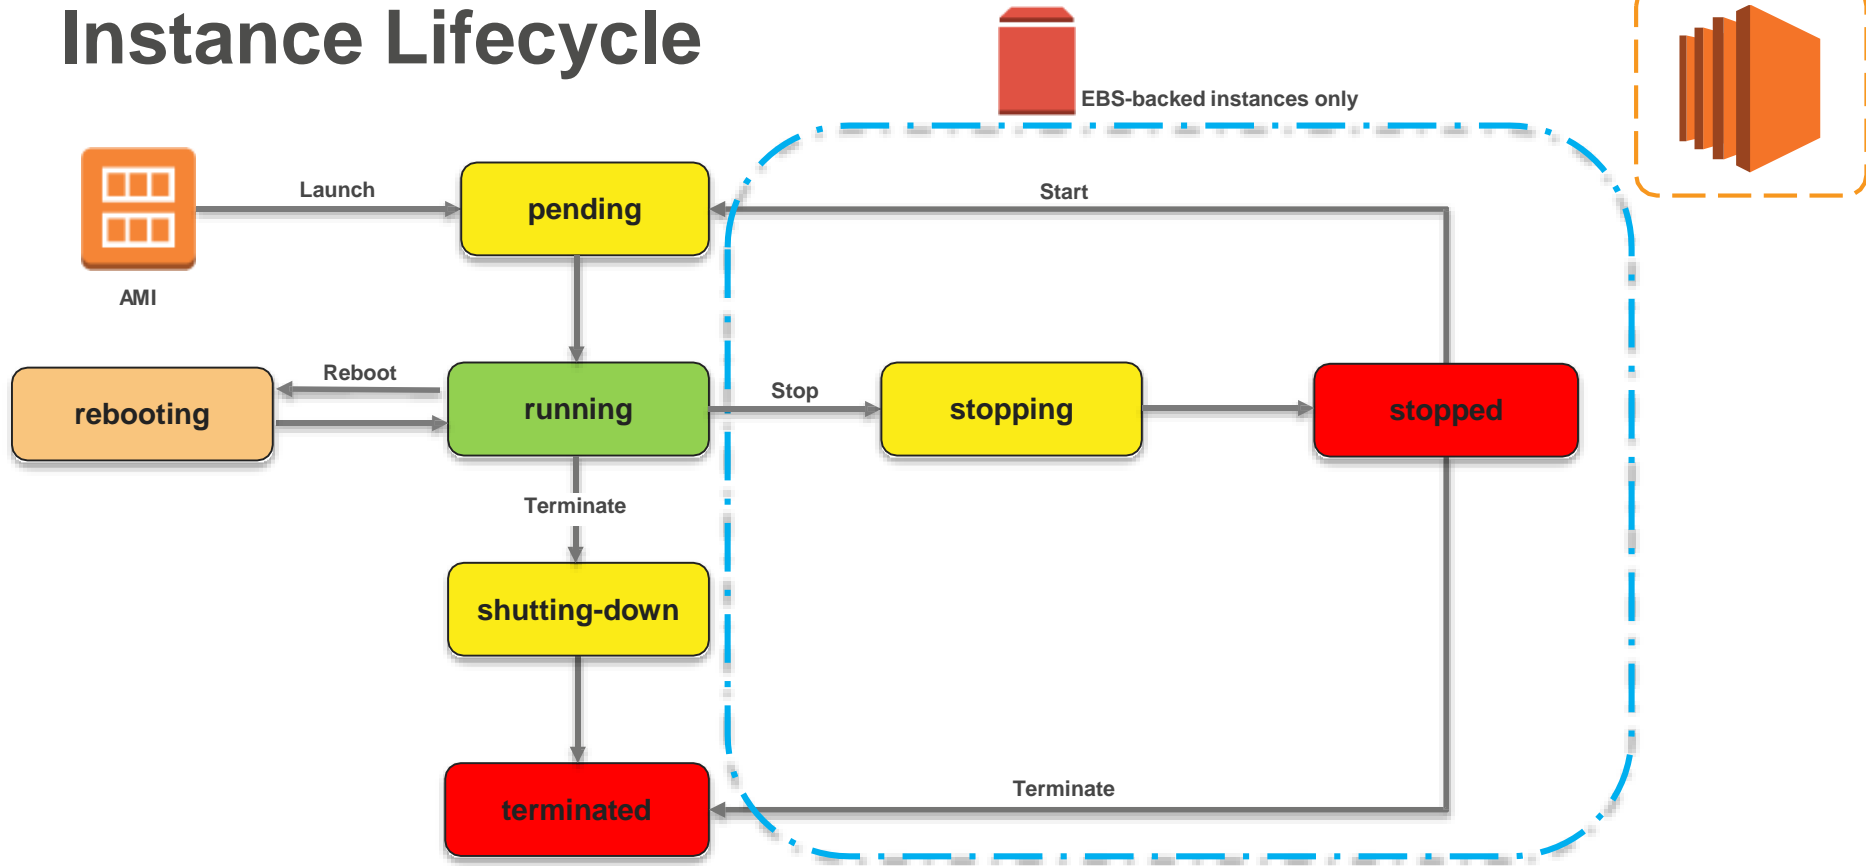 Instance Lifecycle
EBS-backed instances only
Launch
pending
Start
AMI
Reboot
rebooting
running
Stop
stopping
stopped
Terminate
shutting-down
Terminate
terminated